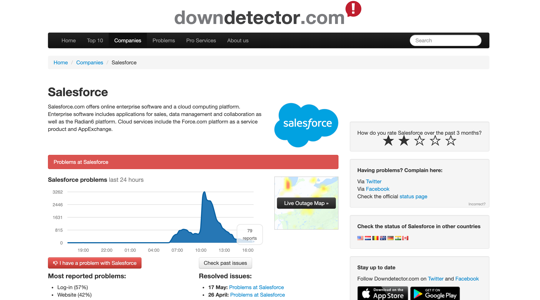 downdetector.com
Home Top 10 Companies Problems Pro Services About us Search
Home / Companies / Salesforce
Salesforce
Salesforce.com offers online enterprise software and a cloud computing platform.
Enterprise software includes applications for sales, data management and collaboration as
well as the Radian6 platform. Cloud services include the Force.com platform as a service
product and AppExchange.
salesforce
How do you rate Salesforce over the past 3 months?
Problems at Salesforce
Salesforce problems last 24 hours
3262
2446
1631
815
0
19:00 22:00 01:00 04:00 07:00 10:00 13:00 16:00
79
reports
Live Outage Map
I have a problem with Salesforce
Check past issues
Most reported problems:
Log-in (57%)
Website (42%)
Resolved issues:
17 May: Problems at Salesforce
26 April: Problems at Salesforce
Having problems? Complain here:
Via Twitter
Via Facebook
Check the official status page
Check the status of Salesforce in other countries
Stay up to date
Follow Downdetector.com on Twitter and Facebook
Download on the
App Store
GET IT ON
Google Play